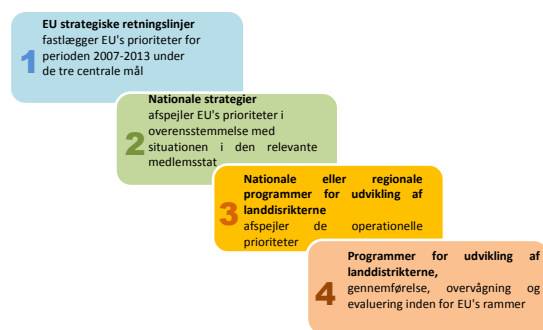 EU strategiske retningslinjer
fastlægger EU's prioriteter for
perioden 2007-2013 under
de tre centrale mål
1
Nationale strategier
afspejler EU's prioriteter i
overensstemmelse med
situationen i den relevante
medlemsstat
2
Nationale eller regionale
programmer for udvikling af
landdisrikterne
afspejler de operationelle
prioriteter
3
Programmer for udvikling af
landdistrikterne,
gennemførelse, overvågning og
evaluering inden for EU's rammer
4